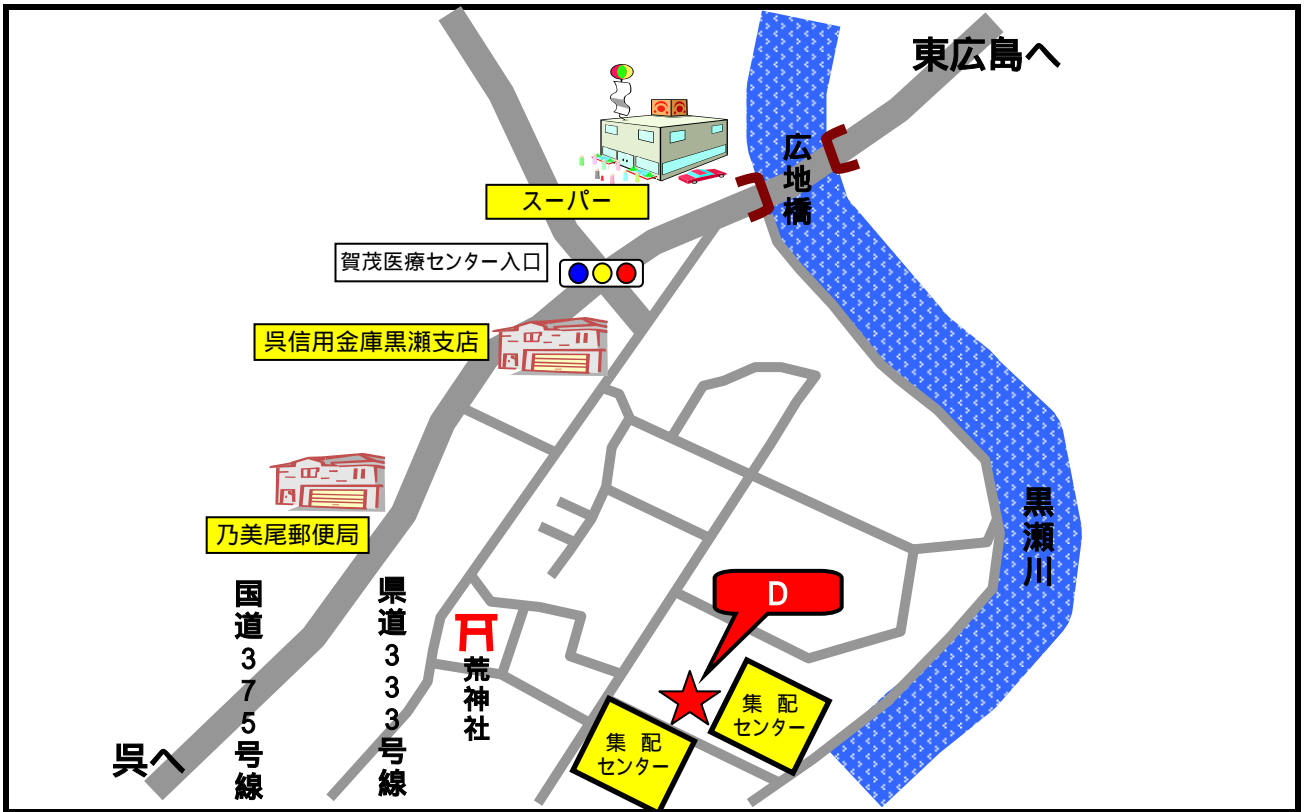 東広島へ
広地橋
スーパー
賀茂医療センター入口
呉信用金庫黒瀬支店
乃美尾郵便局
黒瀬川
国道375号線
県道333号線
D
荒神社
集 配
センター
集 配
センター
呉へ